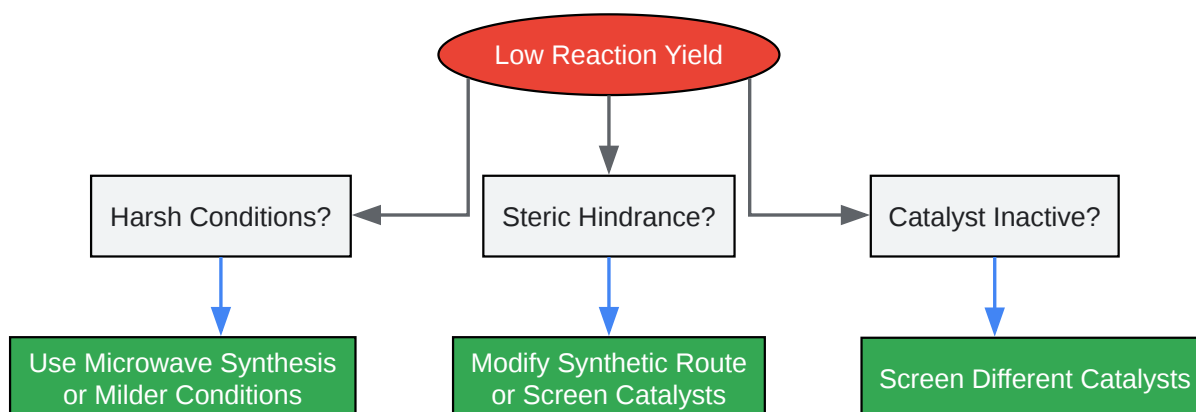 Low Reaction Yield
Harsh Conditions?
Steric Hindrance?
Catalyst Inactive?
Use Microwave Synthesis
or Milder Conditions
Modify Synthetic Route
or Screen Catalysts
Screen Different Catalysts